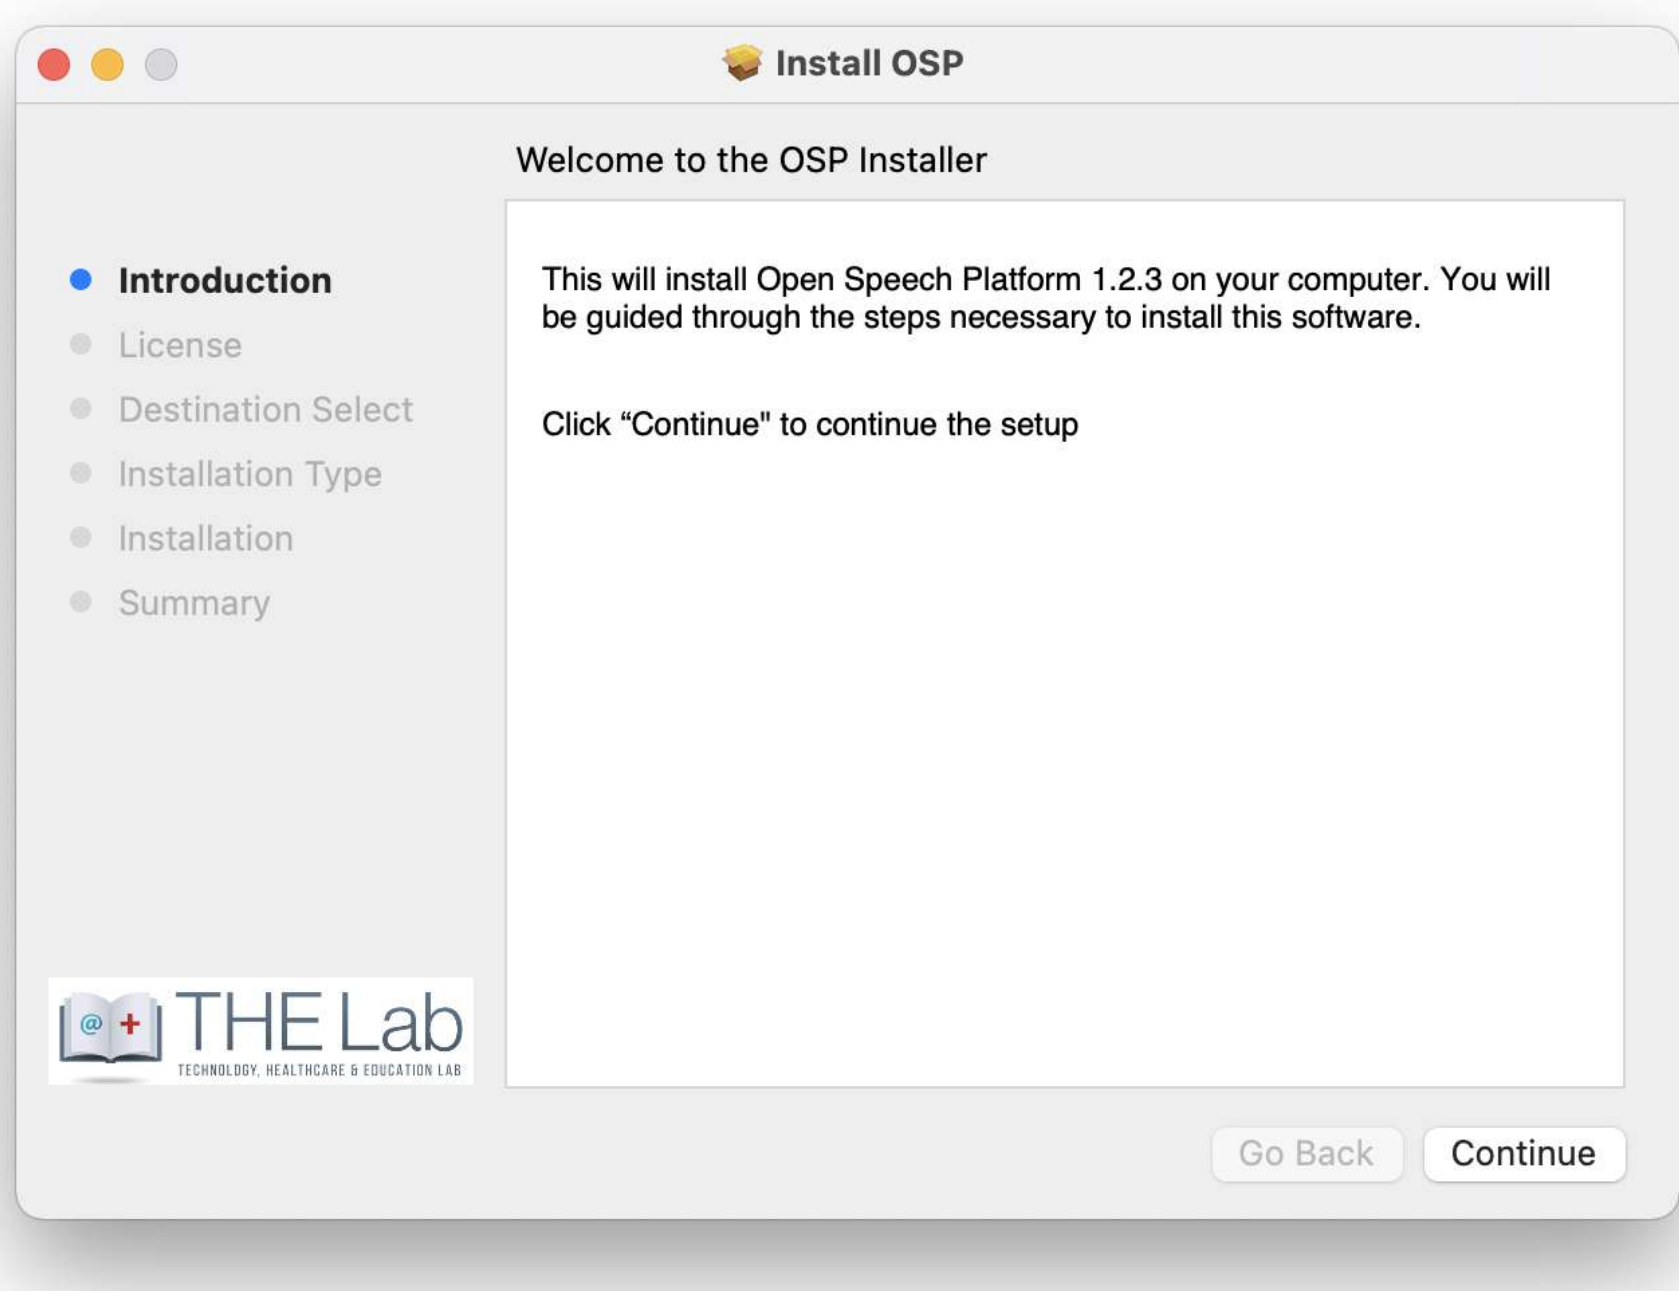 Install OSP
Welcome to the OSP Installer
Introduction
License
Destination Select
Installation Type
Installation
Summary
This will install Open Speech Platform 1.2.3 on your computer. You will
be guided through the steps necessary to install this software.
Click “Continue" to continue the setup
@ +
THE Lab
TECHNOLOGY, HEALTHCARE & EDUCATION LAB
Go Back
Continue